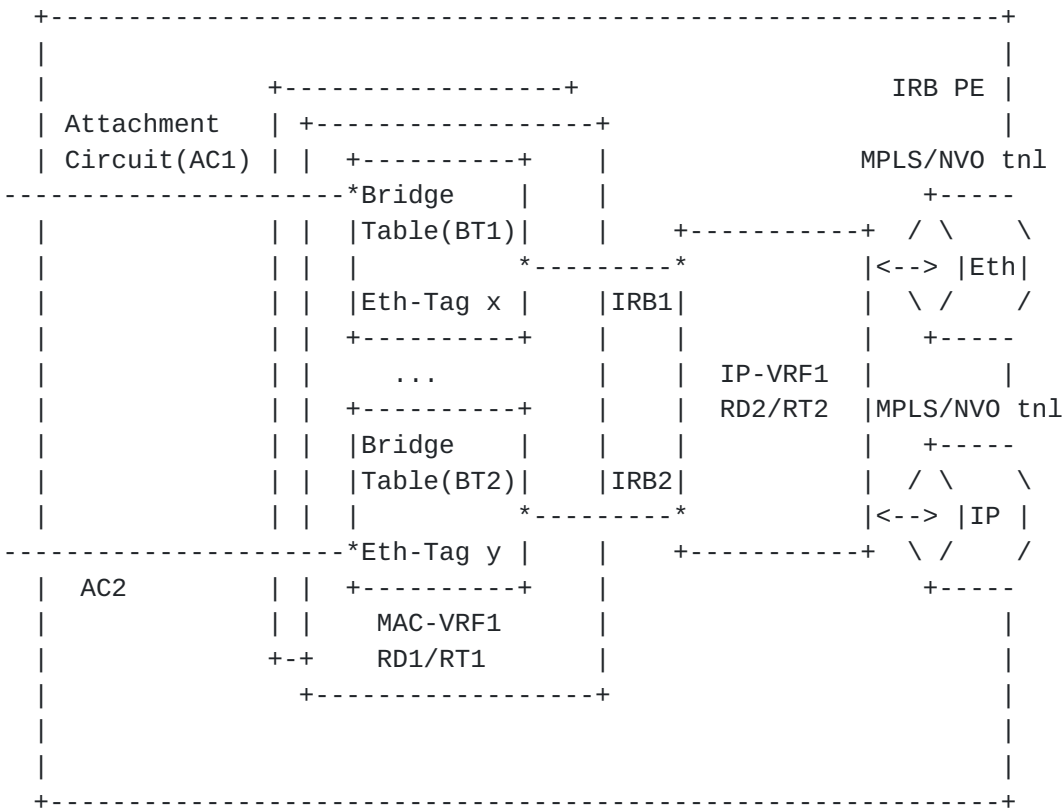 IRB PE
Attachment
Circuit(AC1) MPLS/NVO tnl
Bridge
Table(BT1)
<--> Eth
Eth-Tag x IRB1
... IP-VRF1
RD2/RT2 MPLS/NVO tnl
Bridge
Table(BT2) IRB2
<--> IP
Eth-Tag y
AC2
MAC-VRF1
RD1/RT1